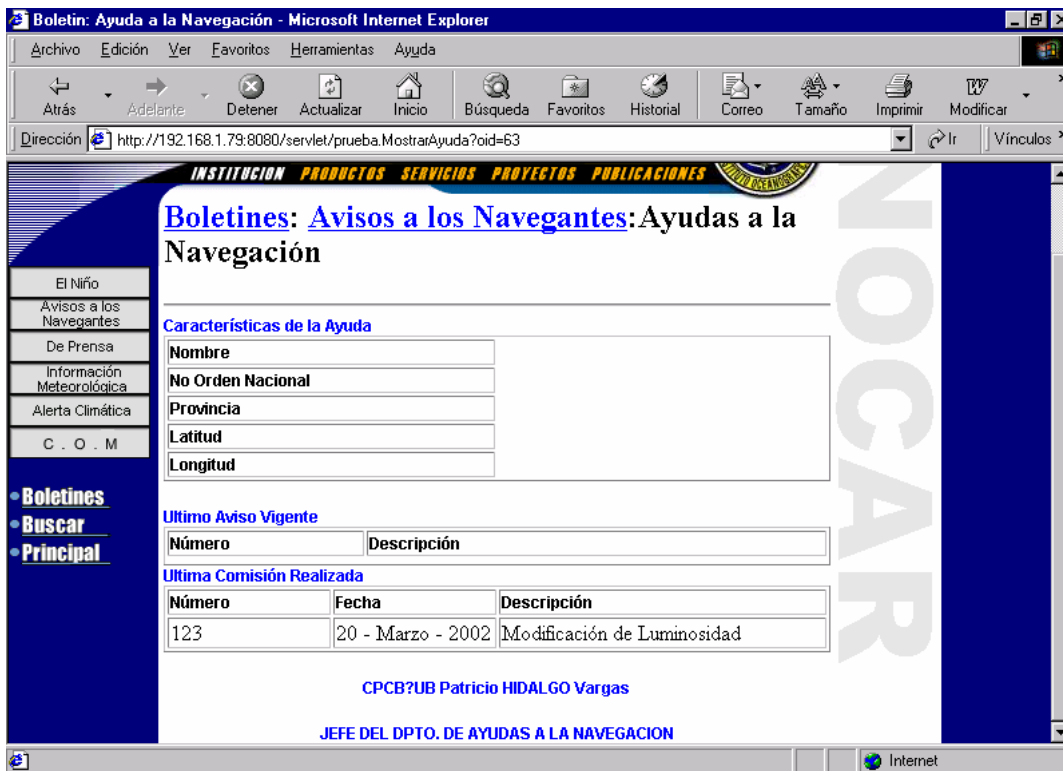 Boletin: Ayuda a la Navegación - Microsoft Internet Explorer
Archivo Edición Ver Favoritos Herramientas Ayuda
Atrás Adelante Detener Actualizar Inicio Búsqueda Favoritos Historial Correo Tamaño Imprimir Modificar
Dirección http://192.168.1.79:8080/servlet/prueba.MostrarAyuda?oid=63 Ir Vínculos
INSTITUCION PRODUCTOS SERVICIOS PROYECTOS PUBLICACIONES
Boletines: Avisos a los Navegantes:Ayudas a la
Navegación
El Niño
Avisos a los
Navegantes
De Prensa
Información
Meteorológica
Alerta Climática
C . O . M
Boletines
Buscar
Principal
Características de la Ayuda
Nombre
No Orden Nacional
Provincia
Latitud
Longitud
Ultimo Aviso Vigente
Número Descripción
Ultima Comisión Realizada
Número Fecha Descripción
123 20 - Marzo - 2002 Modificación de Luminosidad
CPCB?UB Patricio HIDALGO Vargas
JEFE DEL DPTO. DE AYUDAS A LA NAVEGACION
NOCAR
Internet